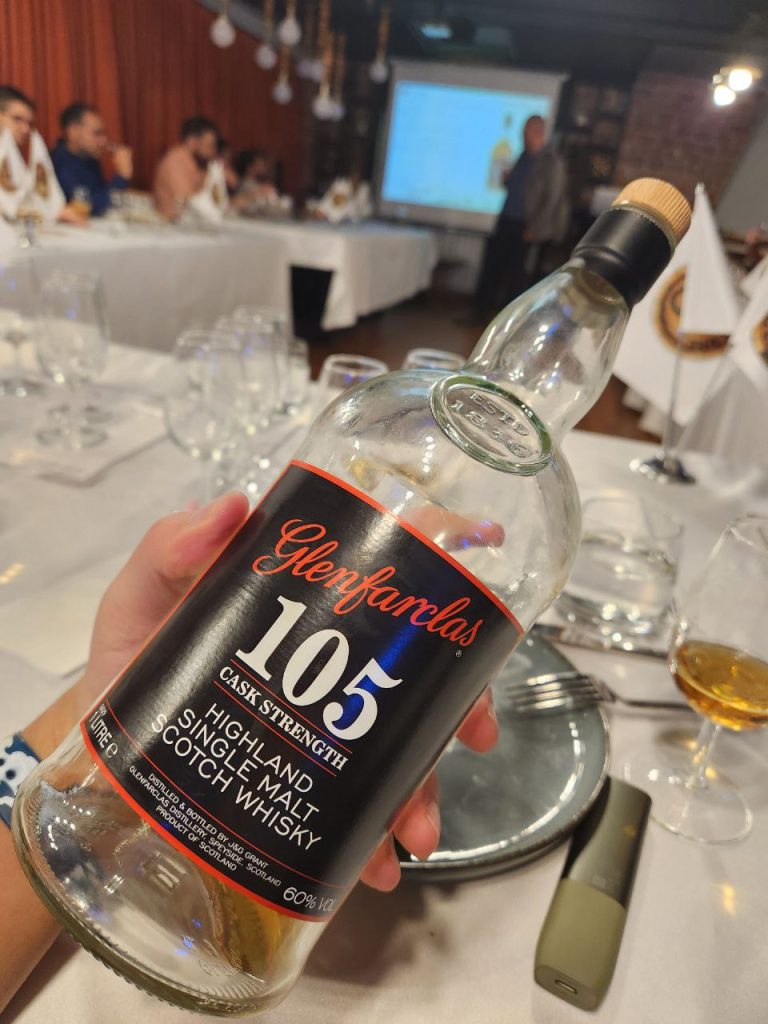 ESTD
1836
Glenfarclas®
105
CASK STRENGTH
HIGHLAND
SINGLE MALT
SCOTCH WHISKY
1 LITRE e
DISTILLED & BOTTLED BY J&G GRANT
GLENFARCLAS DISTILLERY, SPEYSIDE, SCOTLAND
PRODUCT OF SCOTLAND
60% VOL